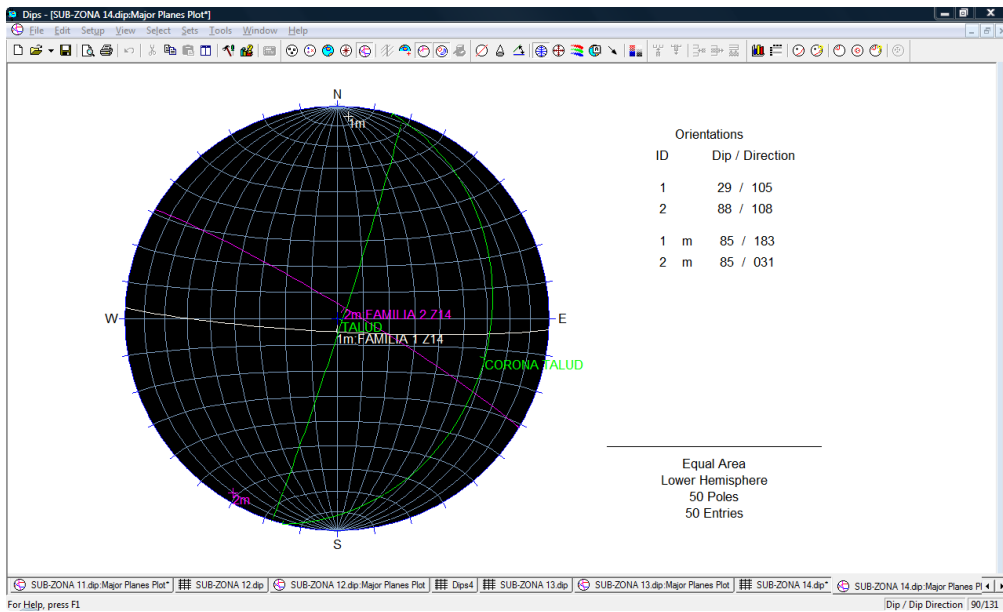 Dips - [SUB-ZONA 14.dip:Major Planes Plot*]
File Edit Setup View Select Sets Tools Window Help
N
1m
W
E
S
2m:FAMILIA 2 Z14
TALUD
1m:FAMILIA 1 Z14
CORONA TALUD
2m
Orientations
ID Dip / Direction
1 29 / 105
2 88 / 108
1 m 85 / 183
2 m 85 / 031
Equal Area
Lower Hemisphere
50 Poles
50 Entries
SUB-ZONA 11.dip:Major Planes Plot* SUB-ZONA 12.dip SUB-ZONA 12.dip:Major Planes Plot Dips4 SUB-ZONA 13.dip SUB-ZONA 13.dip:Major Planes Plot SUB-ZONA 14.dip* SUB-ZONA 14.dip:Major Planes Pl
For Help, press F1 Dip / Dip Direction 90/131